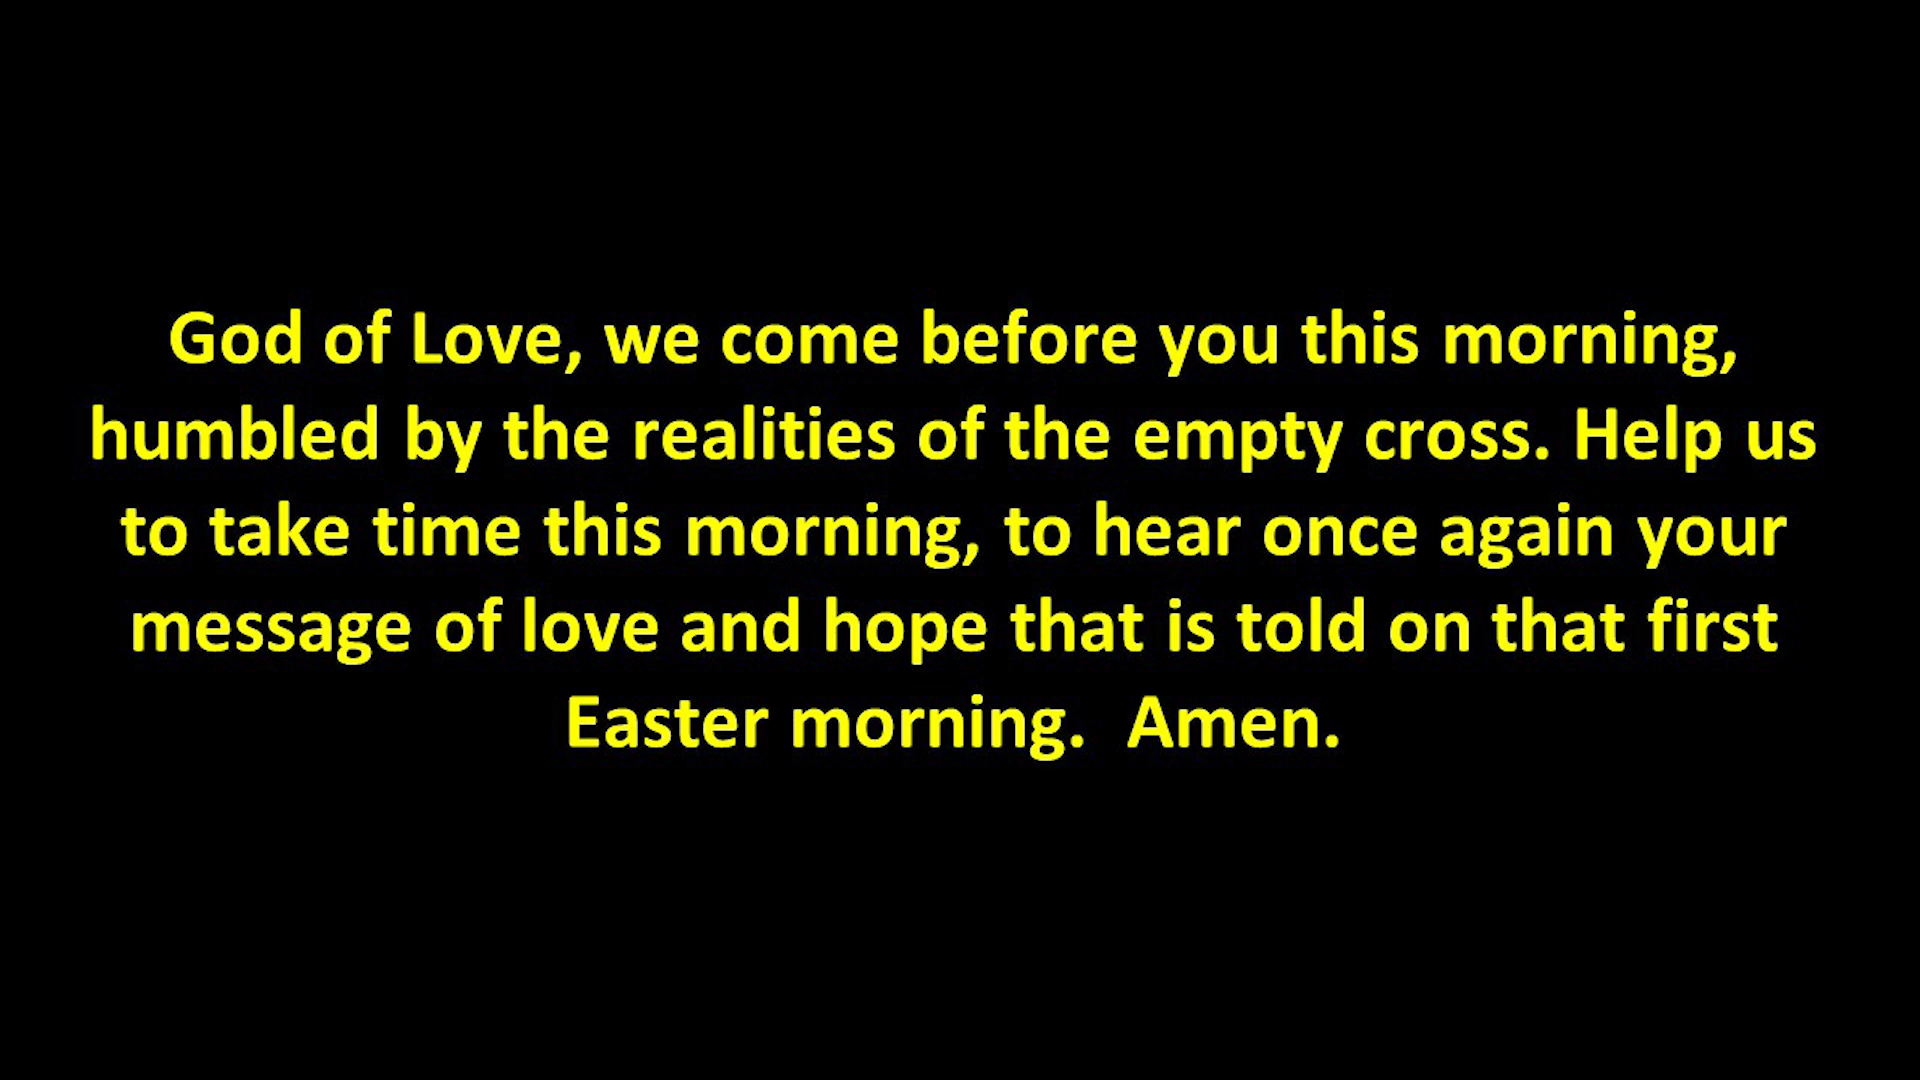 God of Love, we come before you this morning,
humbled by the realities of the empty cross. Help us
to take time this morning, to hear once again your
message of love and hope that is told on that first
Easter morning.  Amen.